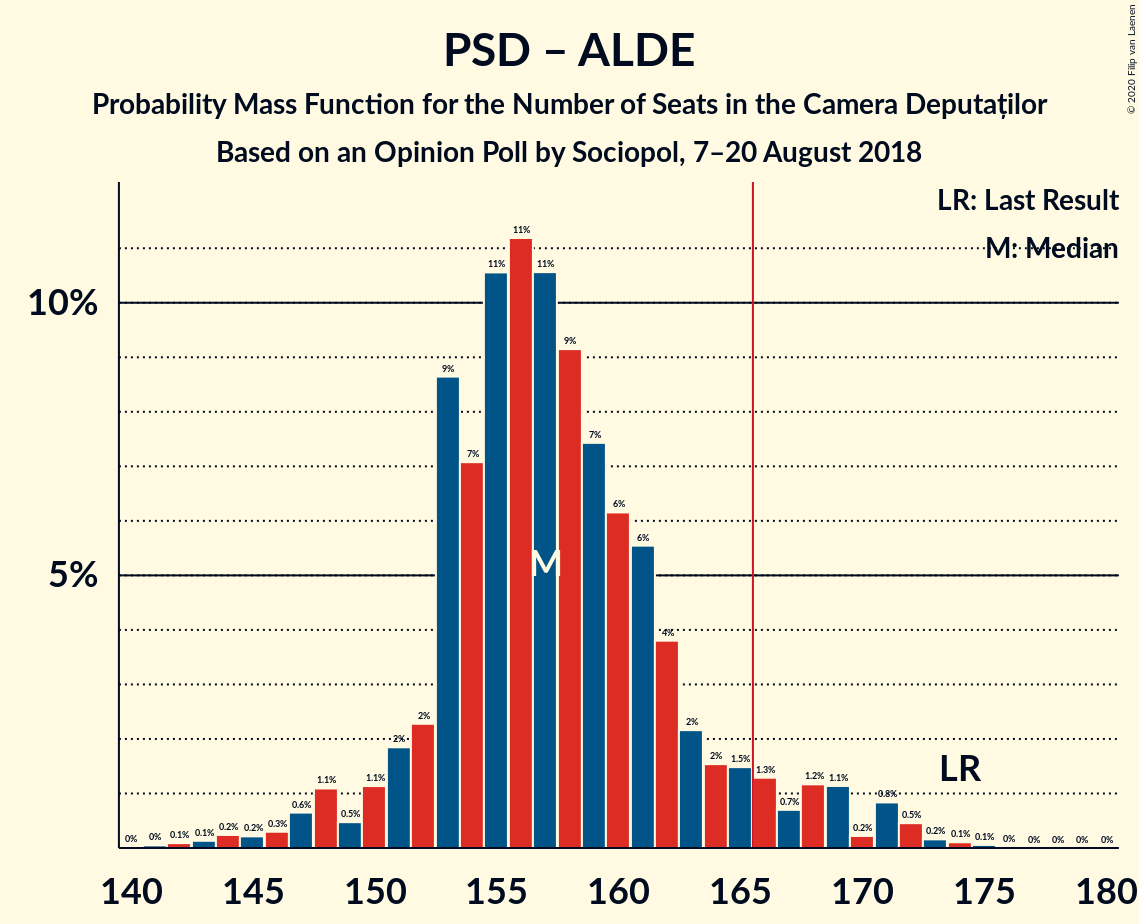 PSD – ALDE
Probability Mass Function for the Number of Seats in the Camera Deputaților
Based on an Opinion Poll by Sociopol, 7–20 August 2018
© 2020 Filip van Laenen
LR: Last Result
M: Median
10%
5%
0% 0% 0.1% 0.1% 0.2% 0.2% 0.3% 0.6% 1.1% 0.5% 1.1% 2% 2% 9% 7% 11% 11% 11% 9% 7% 6% 6% 4% 2% 2% 1.5% 1.3% 0.7% 1.2% 1.1% 0.2% 0.8% 0.5% 0.2% 0.1% 0.1% 0% 0% 0% 0% 0%
M
LR
140 145 150 155 160 165 170 175 180